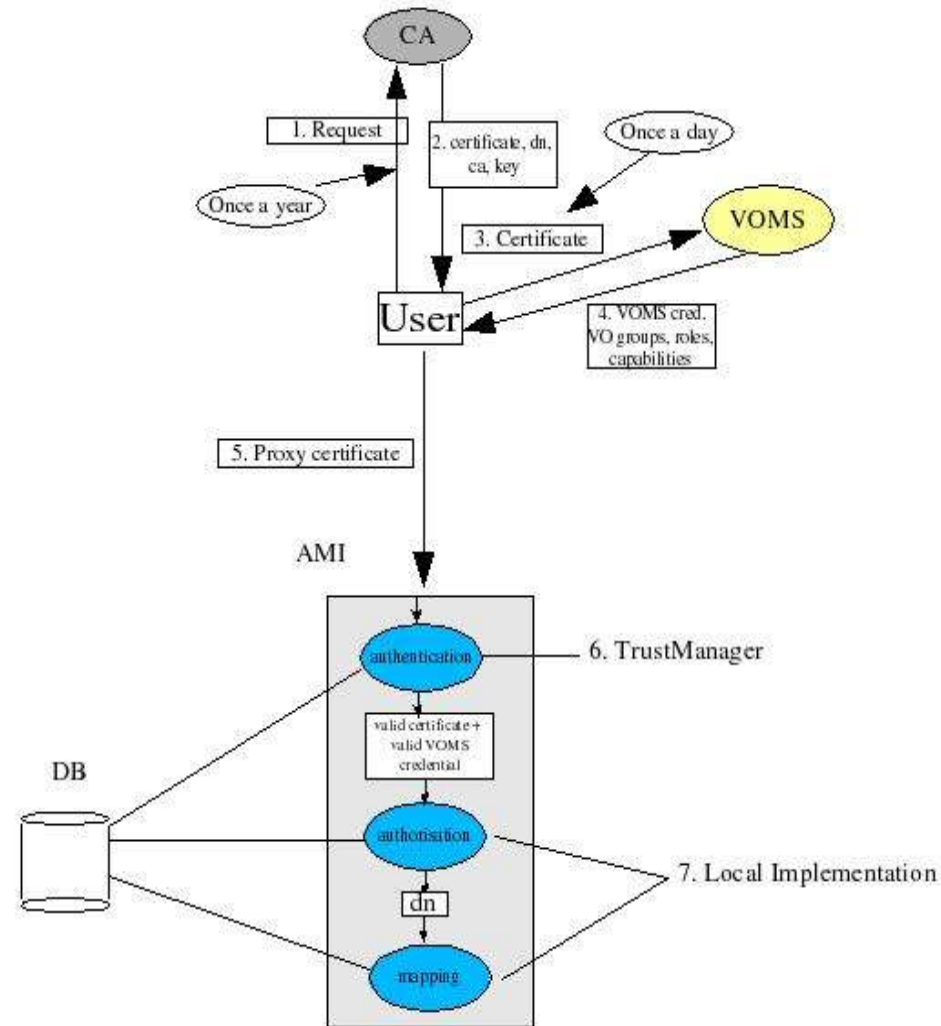 CA
1. Request
2. certificate, dn,
ca, key
Once a day
Once a year
VOMS
3. Certificate
User
4. VOMS cred.
VO groups, roles,
capabilities
5. Proxy certificate
AMI
authentication
6. TrustManager
valid certificate +
valid VOMS
credential
DB
authorisation
7. Local Implementation
dn
mapping